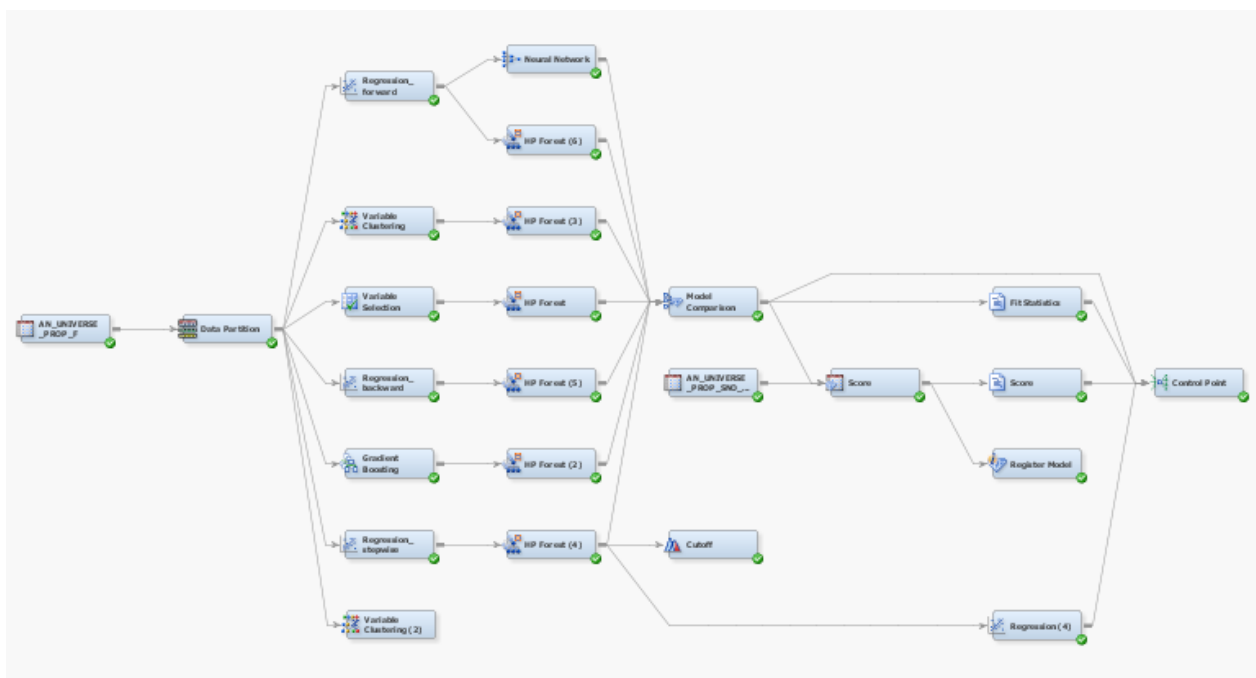 Neural Network
Regression_
forward
HP Forest (6)
Variable
Clustering
HP Forest (3)
Variable
Selection
HP Forest
Model
Comparison
Fit Statistics
AN_UNIVERSE
_PROP_F
Data Partition
Regression_
backward
HP Forest (5)
AN_UNIVERSE
_PROP_SND_...
Score
Score
Control Point
Gradient
Boosting
HP Forest (2)
Register Model
Regression_
stepwise
HP Forest (4)
Cutoff
Variable
Clustering (2)
Regression (4)